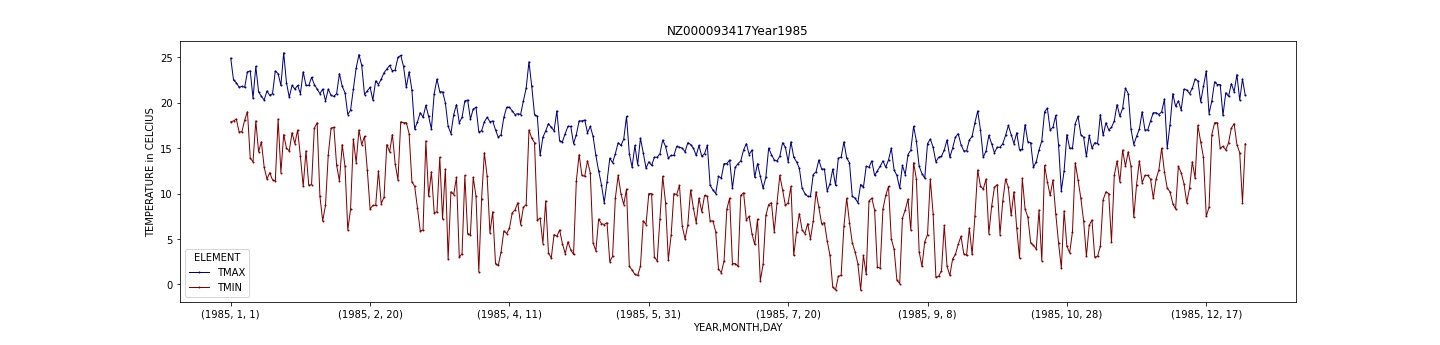 NZ000093417Year1985
25
20
15
10
5
0
TEMPERATURE in CELCIUS
ELEMENT
TMAX
TMIN
(1985, 1, 1) (1985, 2, 20) (1985, 4, 11) (1985, 5, 31) (1985, 7, 20) (1985, 9, 8) (1985, 10, 28) (1985, 12, 17)
YEAR,MONTH,DAY